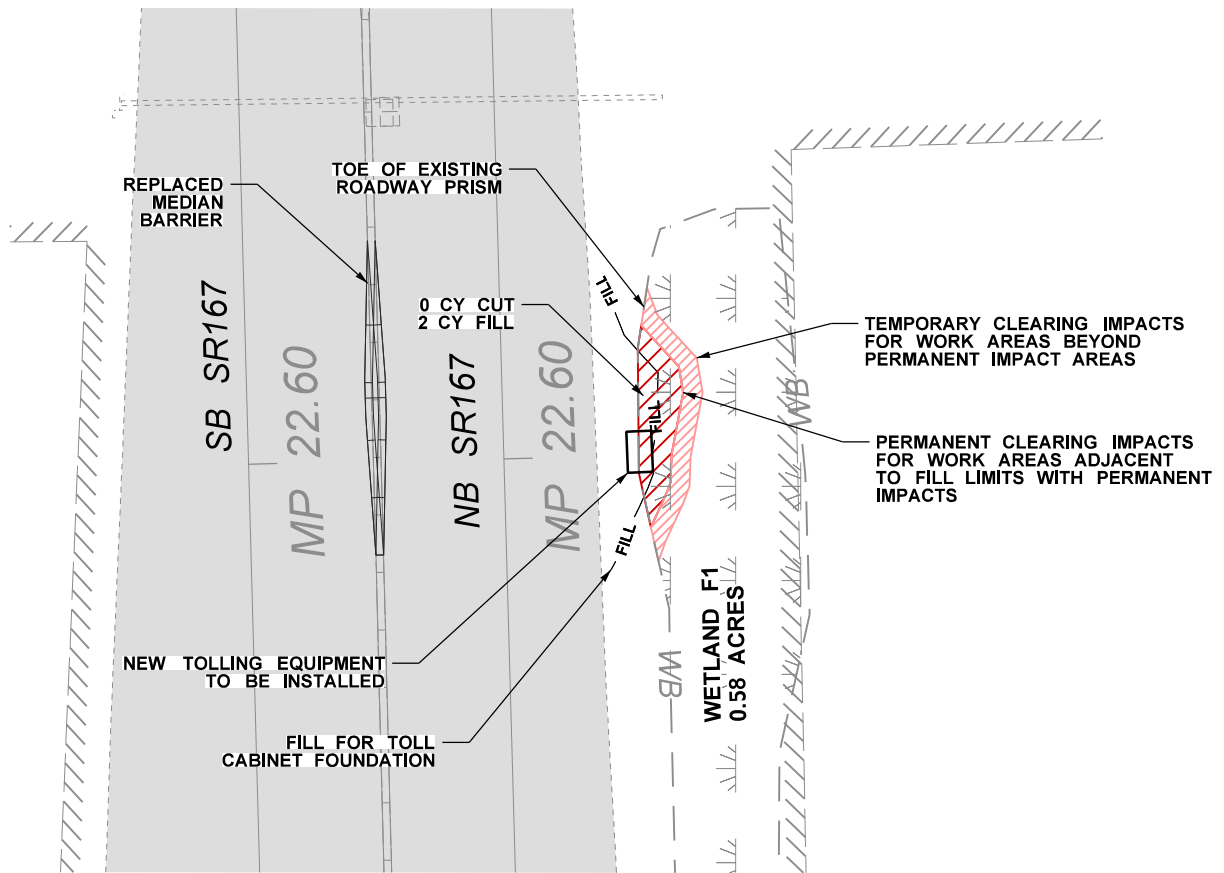 TOE OF EXISTING
ROADWAY PRISM
REPLACED
MEDIAN
BARRIER
SB SR167
MP 22.60
NB SR167
MP 22.60
0 CY CUT
2 CY FILL
FILL
FILL
FILL
TEMPORARY CLEARING IMPACTS
FOR WORK AREAS BEYOND
PERMANENT IMPACT AREAS
WB
PERMANENT CLEARING IMPACTS
FOR WORK AREAS ADJACENT
TO FILL LIMITS WITH PERMANENT
IMPACTS
WETLAND F1
0.58 ACRES
WB
NEW TOLLING EQUIPMENT
TO BE INSTALLED
FILL FOR TOLL
CABINET FOUNDATION